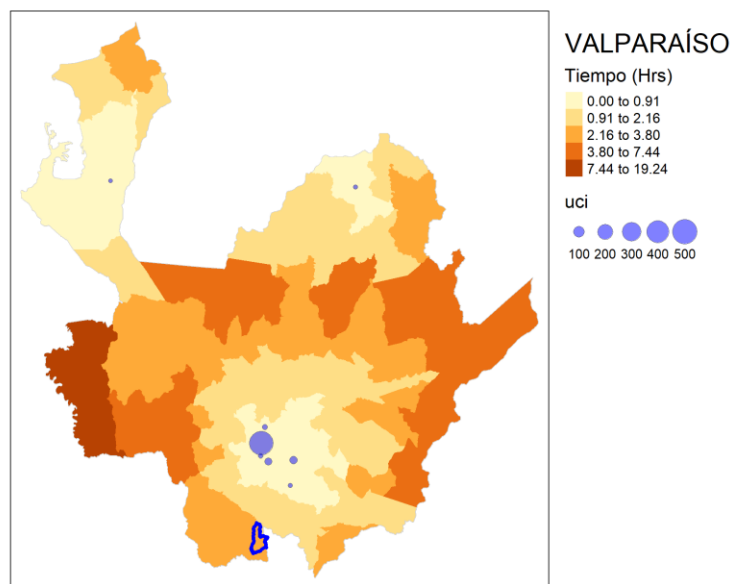 VALPARAÍSO
Tiempo (Hrs)
0.00 to 0.91
0.91 to 2.16
2.16 to 3.80
3.80 to 7.44
7.44 to 19.24
uci
100 200 300 400 500